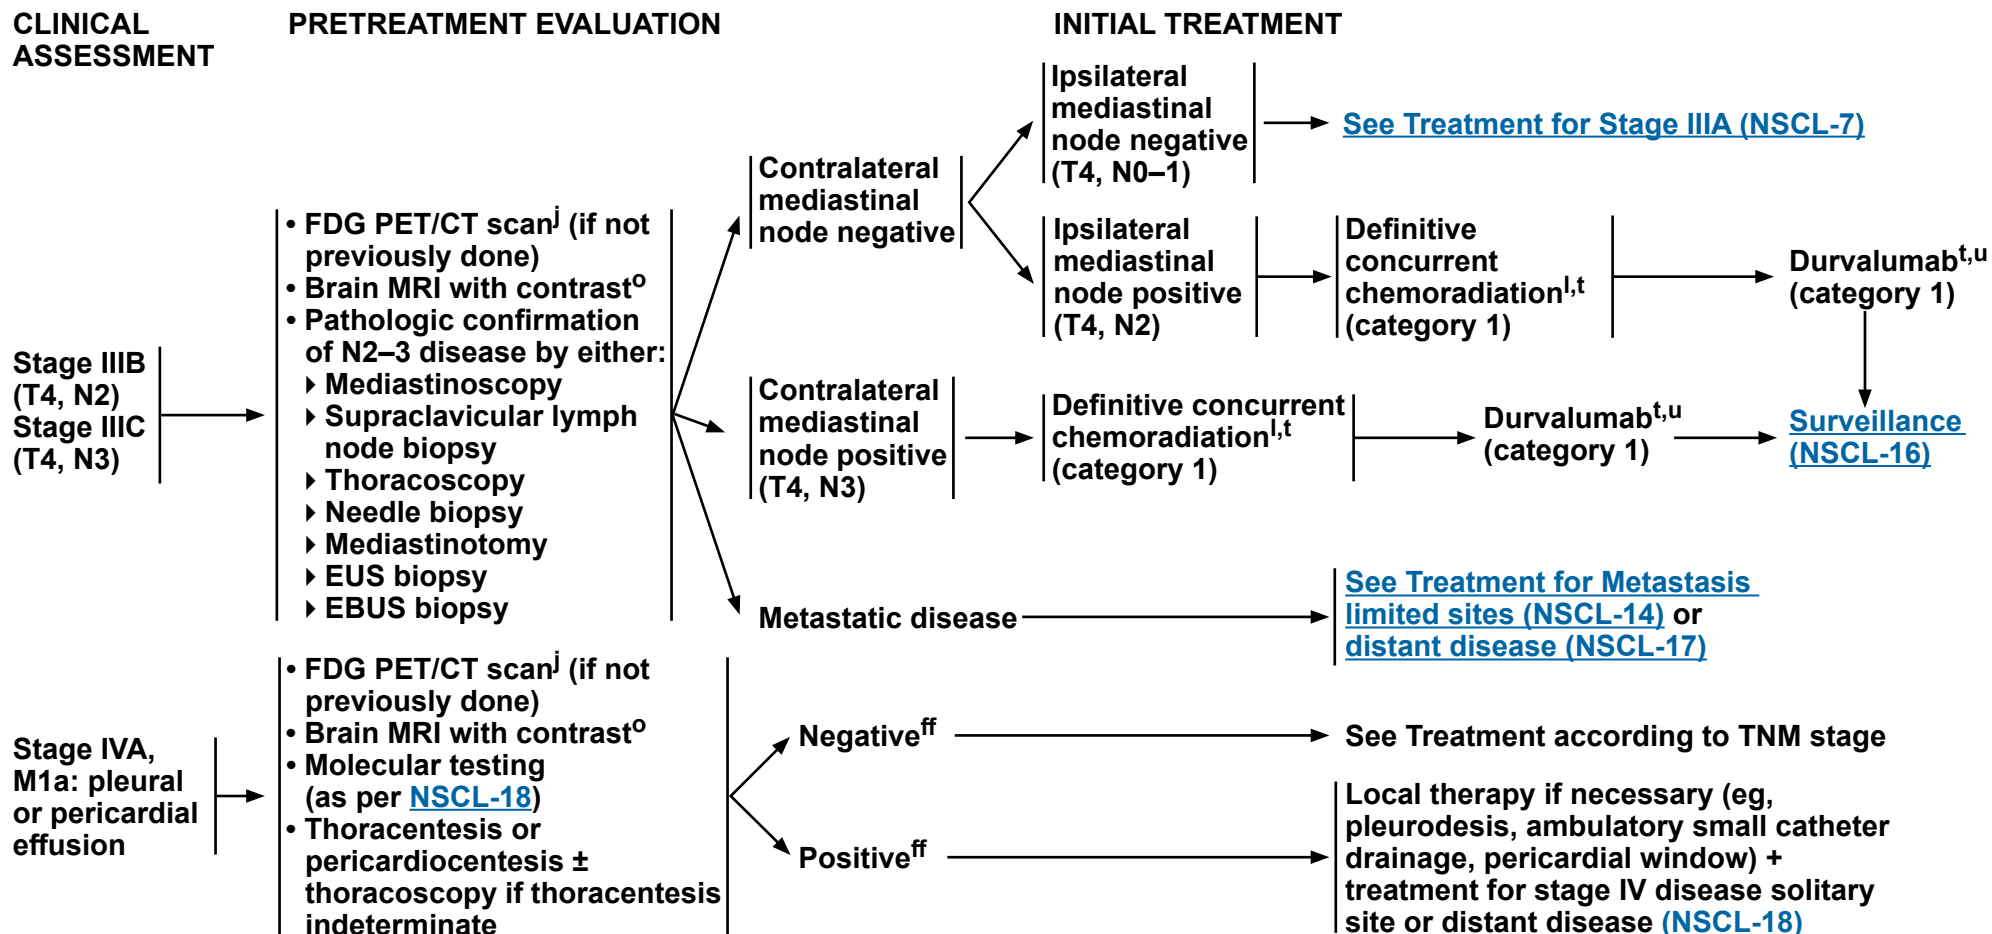 CLINICAL
ASSESSMENT
PRETREATMENT EVALUATION
INITIAL TREATMENT
Stage IIIB
(T4, N2)
Stage IIIC
(T4, N3)
• FDG PET/CT scanj (if not
previously done)
• Brain MRI with contrasto
• Pathologic confirmation
of N2–3 disease by either:
▸ Mediastinoscopy
▸ Supraclavicular lymph
node biopsy
▸ Thoracoscopy
▸ Needle biopsy
▸ Mediastinotomy
▸ EUS biopsy
▸ EBUS biopsy
Contralateral
mediastinal
node negative
Ipsilateral
mediastinal
node negative
(T4, N0–1)
See Treatment for Stage IIIA (NSCL-7)
Ipsilateral
mediastinal
node positive
(T4, N2)
Definitive
concurrent
chemoradiationl,t
(category 1)
Durvalumabt,u
(category 1)
Contralateral
mediastinal
node positive
(T4, N3)
Definitive concurrent
chemoradiationl,t
(category 1)
Durvalumabt,u
(category 1)
Surveillance
(NSCL-16)
Metastatic disease
See Treatment for Metastasis
limited sites (NSCL-14) or
distant disease (NSCL-17)
Stage IVA,
M1a: pleural
or pericardial
effusion
• FDG PET/CT scanj (if not
previously done)
• Brain MRI with contrasto
• Molecular testing
(as per NSCL-18)
• Thoracentesis or
pericardiocentesis ±
thoracoscopy if thoracentesis
indeterminate
Negativeff
See Treatment according to TNM stage
Positiveff
Local therapy if necessary (eg,
pleurodesis, ambulatory small catheter
drainage, pericardial window) +
treatment for stage IV disease solitary
site or distant disease (NSCL-18)